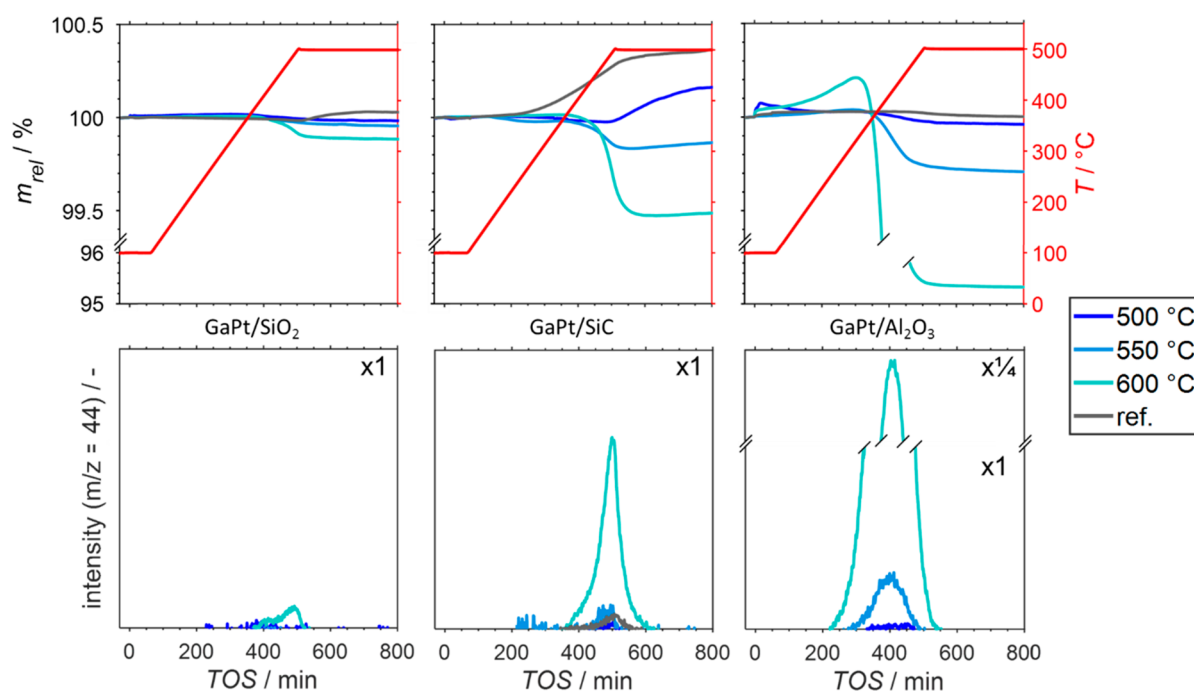 100.5
100
99.5
96
95
m_rel / %
500
400
300
200
100
0
T / °C
GaPt/SiO₂
GaPt/SiC
GaPt/Al₂O₃
x1
x1
x¼
x1
intensity (m/z = 44) / -
0 200 400 600 800
0 200 400 600 800
0 200 400 600 800
TOS / min
TOS / min
TOS / min
500 °C
550 °C
600 °C
ref.